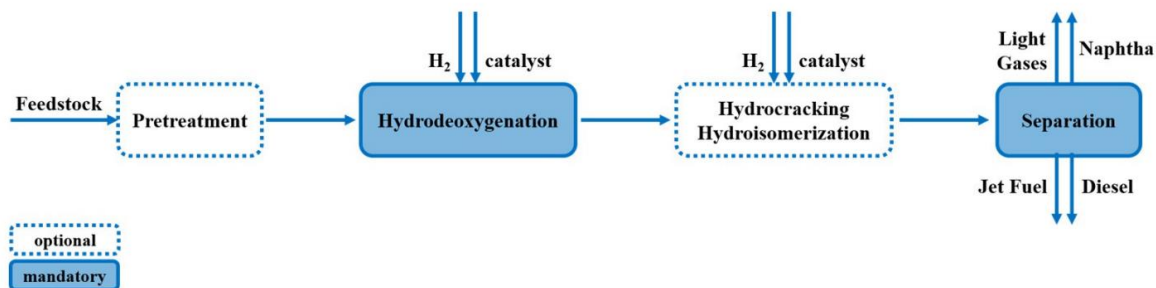 Feedstock
Pretreatment
H₂
catalyst
Hydrodeoxygenation
H₂
catalyst
Hydrocracking
Hydroisomerization
Light
Gases
Naphtha
Separation
Jet Fuel
Diesel
optional
mandatory